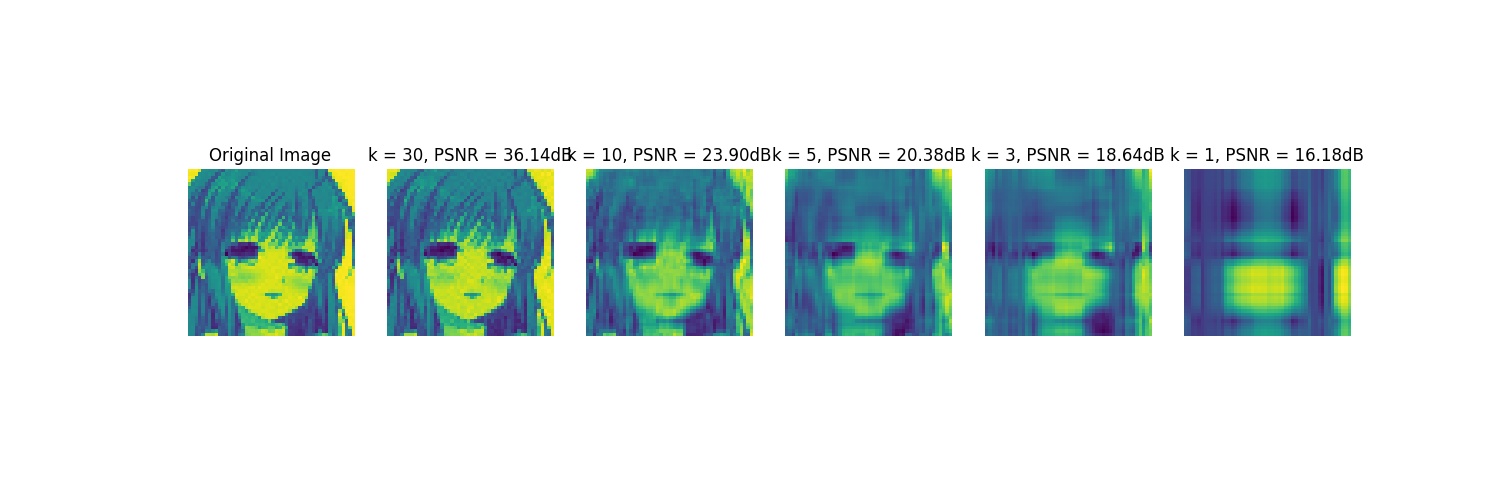 Original Image
k = 30, PSNR = 36.14dB
k = 10, PSNR = 23.90dB
k = 5, PSNR = 20.38dB
k = 3, PSNR = 18.64dB
k = 1, PSNR = 16.18dB